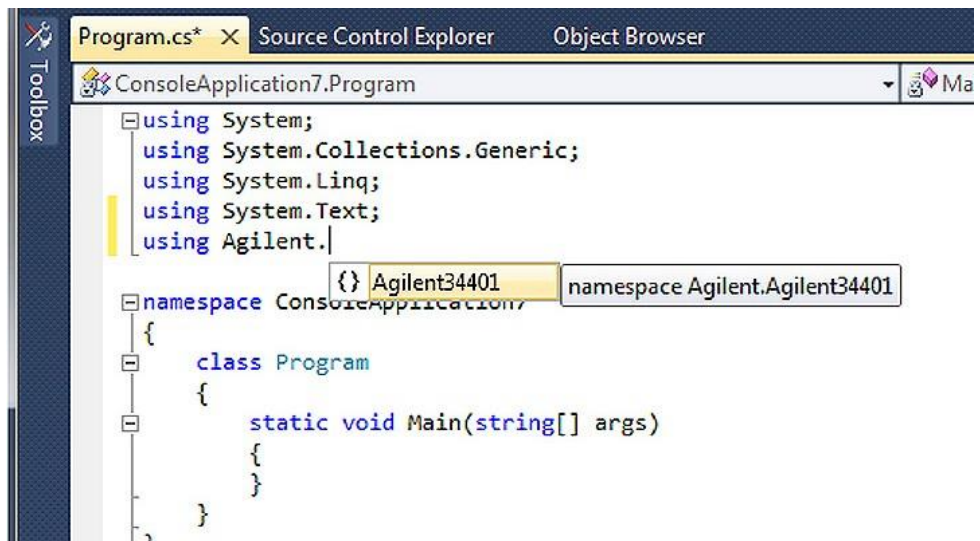 Program.cs* × Source Control Explorer Object Browser
Toolbox
ConsoleApplication7.Program Ma
using System;
using System.Collections.Generic;
using System.Linq;
using System.Text;
using Agilent.
{} Agilent34401 namespace Agilent.Agilent34401
namespace ConsoleApplication7
{
class Program
{
static void Main(string[] args)
{
}
}
}